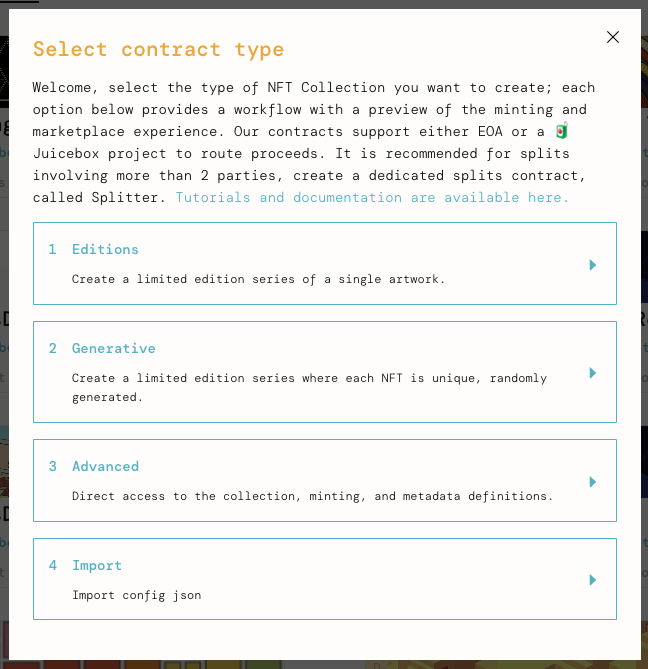 Select contract type
Welcome, select the type of NFT Collection you want to create; each
option below provides a workflow with a preview of the minting and
marketplace experience. Our contracts support either EOA or a 🧃
Juicebox project to route proceeds. It is recommended for splits
involving more than 2 parties, create a dedicated splits contract,
called Splitter. Tutorials and documentation are available here.
1 Editions
Create a limited edition series of a single artwork.
2 Generative
Create a limited edition series where each NFT is unique, randomly
generated.
3 Advanced
Direct access to the collection, minting, and metadata definitions.
4 Import
Import config json